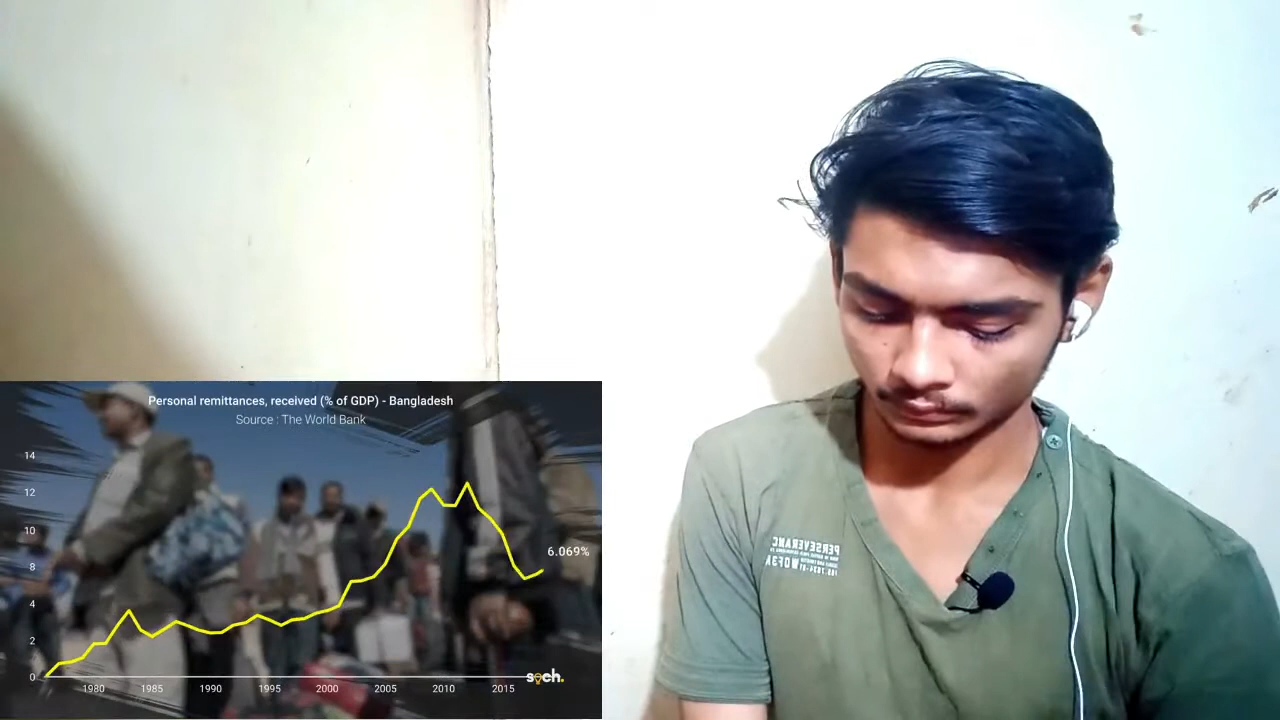 Personal remittances, received (% of GDP) - Bangladesh
Source : The World Bank
14
12
10
8
6
4
2
0
6.069%
1980 1985 1990 1995 2000 2005 2010 2015
soch.
PERSEVERANC